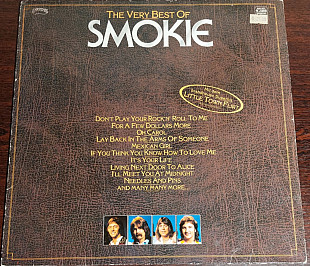 THE VERY BEST OF
SMOKIE
LITTLE TOWN FLIRT
DON'T PLAY YOUR ROCK'N' ROLL TO ME
FOR A FEW DOLLARS MORE
OH CAROL
LAY BACK IN THE ARMS OF SOMEONE
MEXICAN GIRL
IF YOU THINK YOU KNOW HOW TO LOVE ME
IT'S YOUR LIFE
LIVING NEXT DOOR TO ALICE
I'LL MEET YOU AT MIDNIGHT
NEEDLES AND PINS
AND MANY MANY MORE...